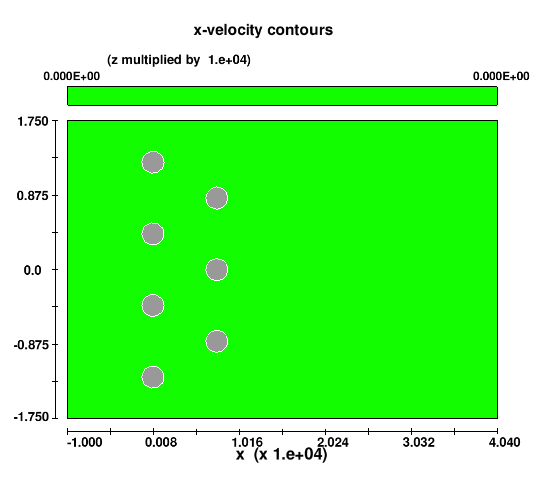 x-velocity contours
(z multiplied by 1.e+04)
0.000E+00 0.000E+00
1.750
0.875
0.0
-0.875
-1.750
-1.000 0.008 1.016 2.024 3.032 4.040
x (x 1.e+04)